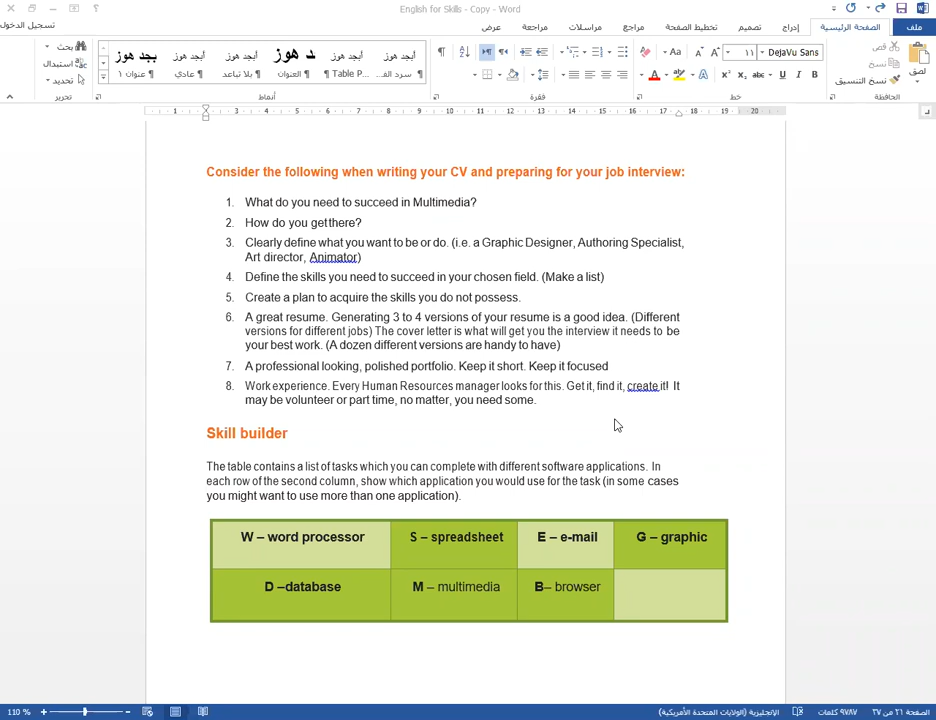 English for Skills - Copy - Word
تسجيل الدخول
ملف
الصفحة الرئيسية
إدراج
تصميم
تخطيط الصفحة
مراجع
مراسلات
مراجعة
عرض
لصق
قص
نسخ
نسخ التنسيق
الحافظة
DejaVu Sans
١١
خط
فقرة
أبجد هوز
سرد الفـ...
أبجد هوز
Table P...
د هوز
العنوان
أبجد هوز
بلا تباعد
أبجد هوز
عادي
بجد هوز
عنوان ١
أنماط
بحث
استبدال
تحديد
تحرير
Consider the following when writing your CV and preparing for your job interview:
1. What do you need to succeed in Multimedia?
2. How do you get there?
3. Clearly define what you want to be or do. (i.e. a Graphic Designer, Authoring Specialist,
Art director, Animator)
4. Define the skills you need to succeed in your chosen field. (Make a list)
5. Create a plan to acquire the skills you do not possess.
6. A great resume. Generating 3 to 4 versions of your resume is a good idea. (Different
versions for different jobs) The cover letter is what will get you the interview it needs to be
your best work. (A dozen different versions are handy to have)
7. A professional looking, polished portfolio. Keep it short. Keep it focused
8. Work experience. Every Human Resources manager looks for this. Get it, find it, create it! It
may be volunteer or part time, no matter, you need some.
Skill builder
The table contains a list of tasks which you can complete with different software applications. In
each row of the second column, show which application you would use for the task (in some cases
you might want to use more than one application).
W – word processor
S – spreadsheet
E – e-mail
G – graphic
D –database
M – multimedia
B– browser
110 %
الإنجليزية (الولايات المتحدة الأمريكية)
٩٧٨٧ كلمات
الصفحة ٢١ من ٢٧